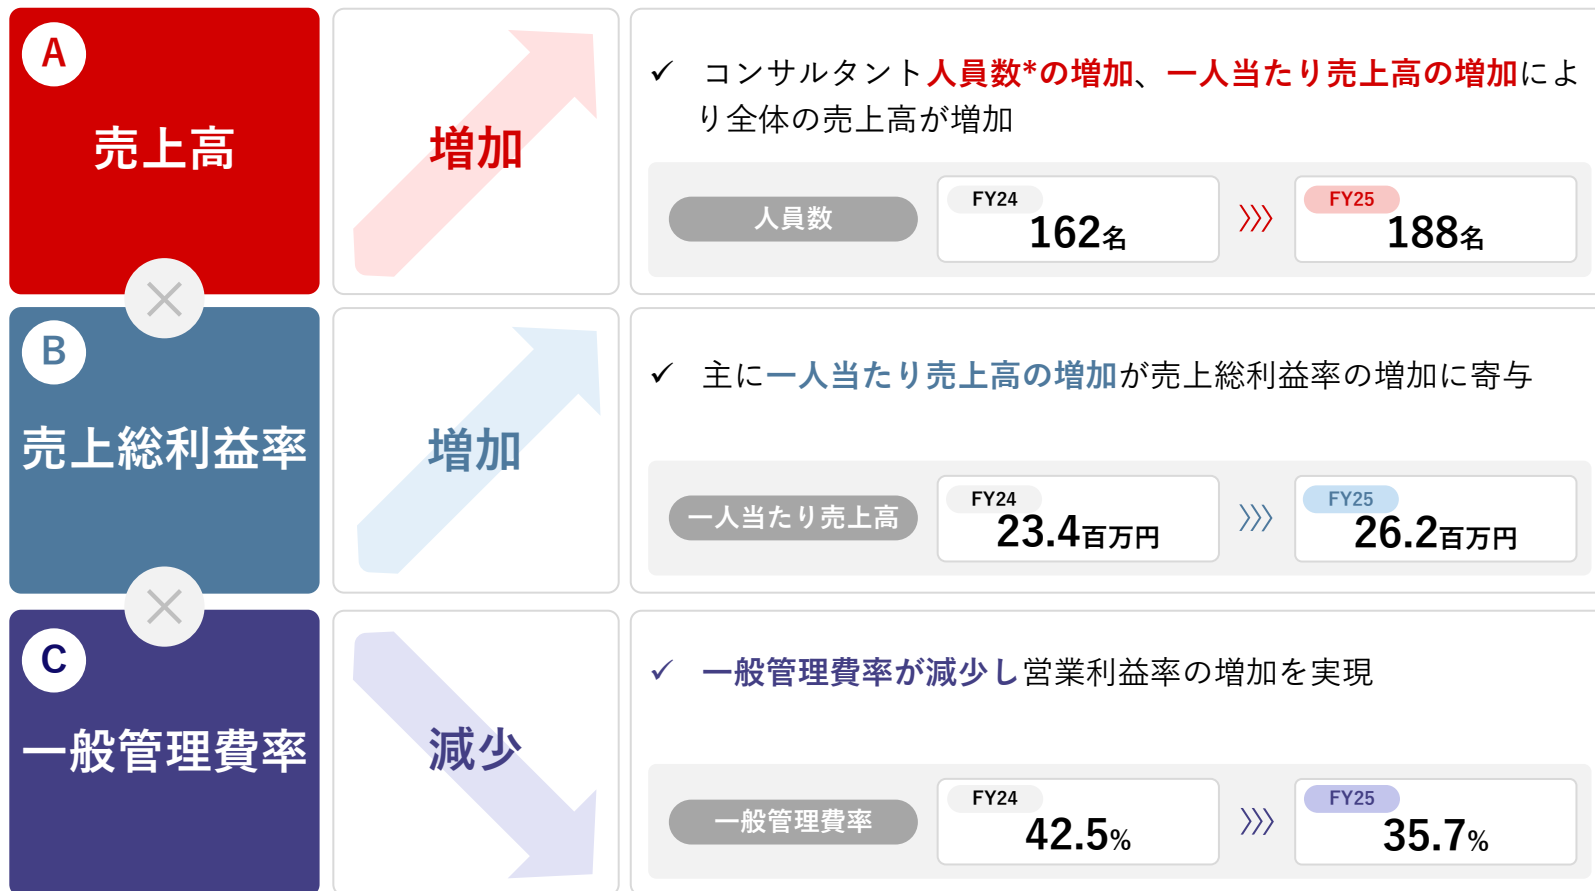 A
売上高
増加
✓ コンサルタント人員数*の増加、一人当たり売上高の増加によ
り全体の売上高が増加
人員数
FY24
162名
FY25
188名
B
売上総利益率
増加
✓ 主に一人当たり売上高の増加が売上総利益率の増加に寄与
一人当たり売上高
FY24
23.4百万円
FY25
26.2百万円
C
一般管理費率
減少
✓ 一般管理費率が減少し営業利益率の増加を実現
一般管理費率
FY24
42.5%
FY25
35.7%